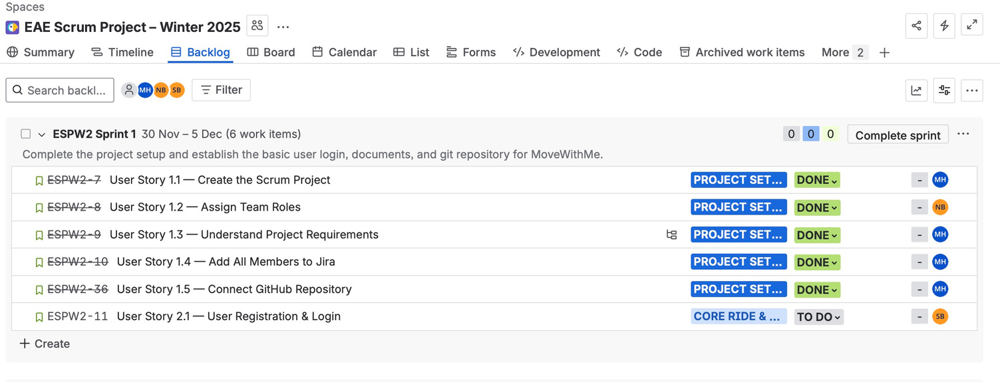 Spaces
EAE Scrum Project – Winter 2025
Summary Timeline Backlog Board Calendar List Forms Development Code Archived work items More 2
Search backl... MH NB SB Filter
ESPW2 Sprint 1 30 Nov – 5 Dec (6 work items) 0 0 0 Complete sprint
Complete the project setup and establish the basic user login, documents, and git repository for MoveWithMe.
ESPW2-7 User Story 1.1 — Create the Scrum Project PROJECT SET... DONE - MH
ESPW2-8 User Story 1.2 — Assign Team Roles PROJECT SET... DONE - NB
ESPW2-9 User Story 1.3 — Understand Project Requirements PROJECT SET... DONE - MH
ESPW2-10 User Story 1.4 — Add All Members to Jira PROJECT SET... DONE - MH
ESPW2-36 User Story 1.5 — Connect GitHub Repository PROJECT SET... DONE - MH
ESPW2-11 User Story 2.1 — User Registration & Login CORE RIDE & ... TO DO - SB
Create